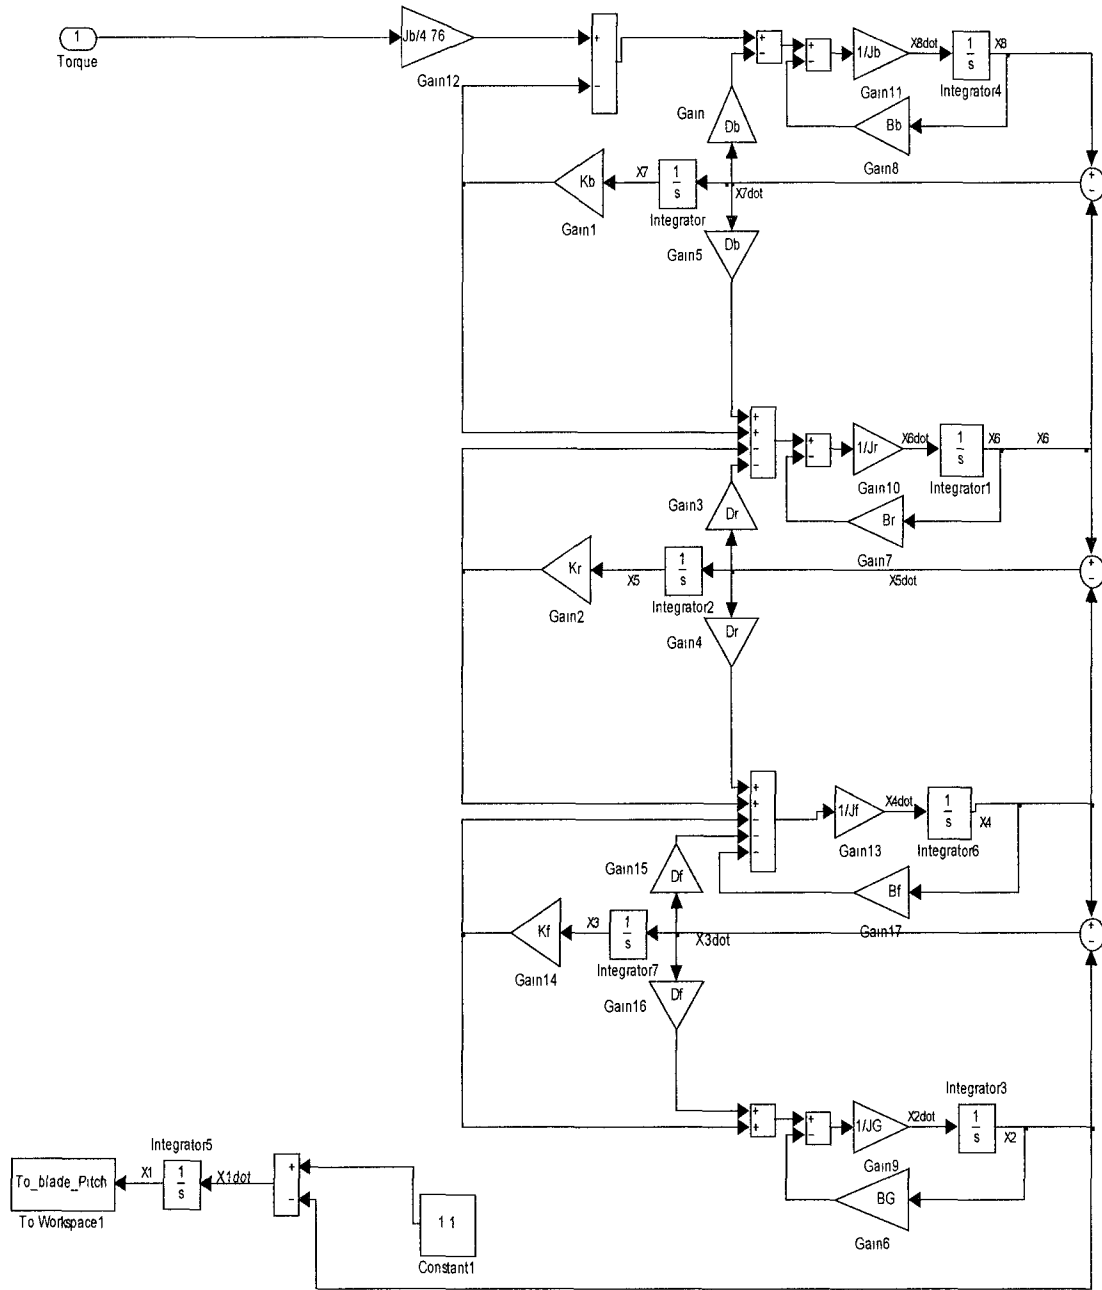 1
Torque
Jb/4 76
Gain12
+
−
+
−
+
−
1/Jb
Gain11
X8dot
1
s
X8
Integrator4
Gain
Db
Bb
Gain8
Kb
Gain1
X7
1
s
Integrator
X7dot
+
−
Db
Gain5
+
+
−
−
+
−
1/Jr
Gain10
X6dot
1
s
X6
X6
Integrator1
Gain3
Dr
Br
Gain7
Kr
Gain2
X5
1
s
Integrator2
X5dot
+
−
Dr
Gain4
+
+
−
−
−
1/Jf
Gain13
X4dot
1
s
X4
Integrator6
Gain15
Df
Bf
Gain17
Kf
Gain14
X3
1
s
Integrator7
X3dot
+
−
Df
Gain16
+
+
+
−
1/JG
Gain9
X2dot
Integrator3
1
s
X2
BG
Gain6
Integrator5
To_blade_Pitch
X1
1
s
X1dot
+
−
To Workspace1
1 1
Constant1